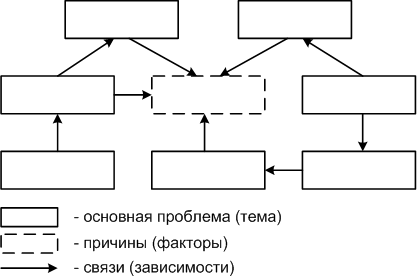 - основная проблема (тема)
- причины (факторы)
- связи (зависимости)